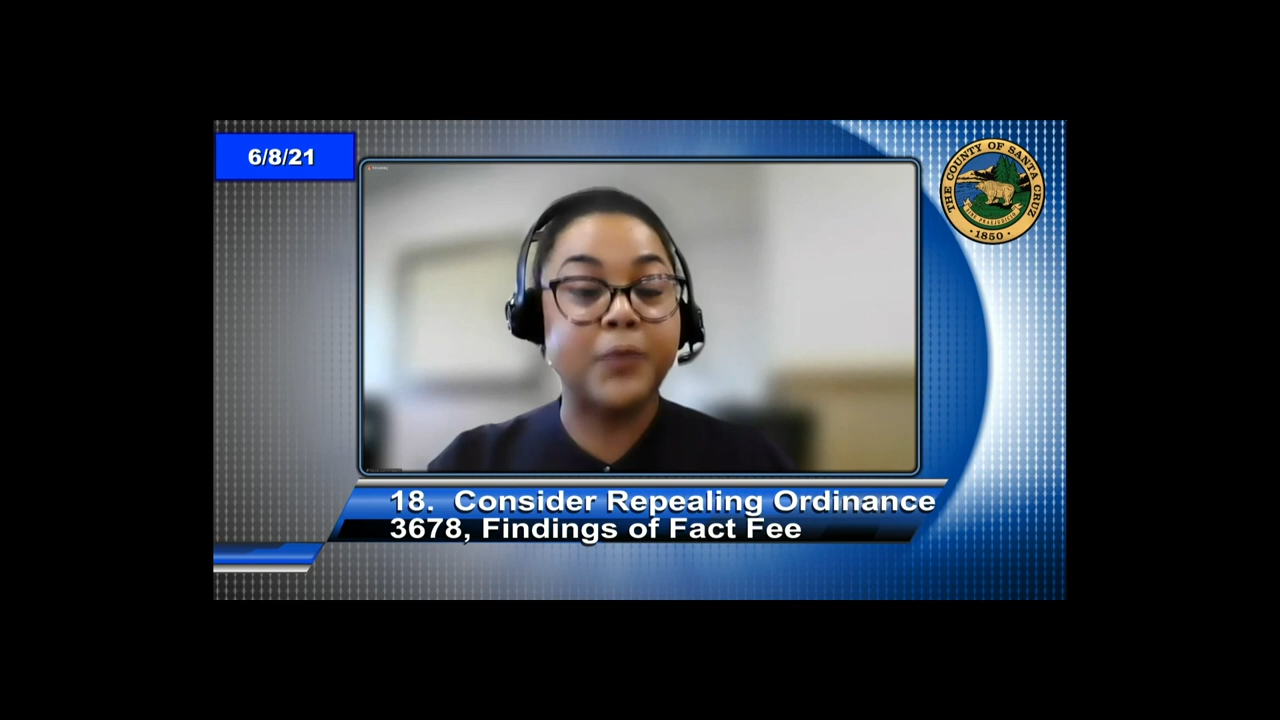 6/8/21
THE COUNTY OF SANTA CRUZ
· 1850 ·
18. Consider Repealing Ordinance
3678, Findings of Fact Fee